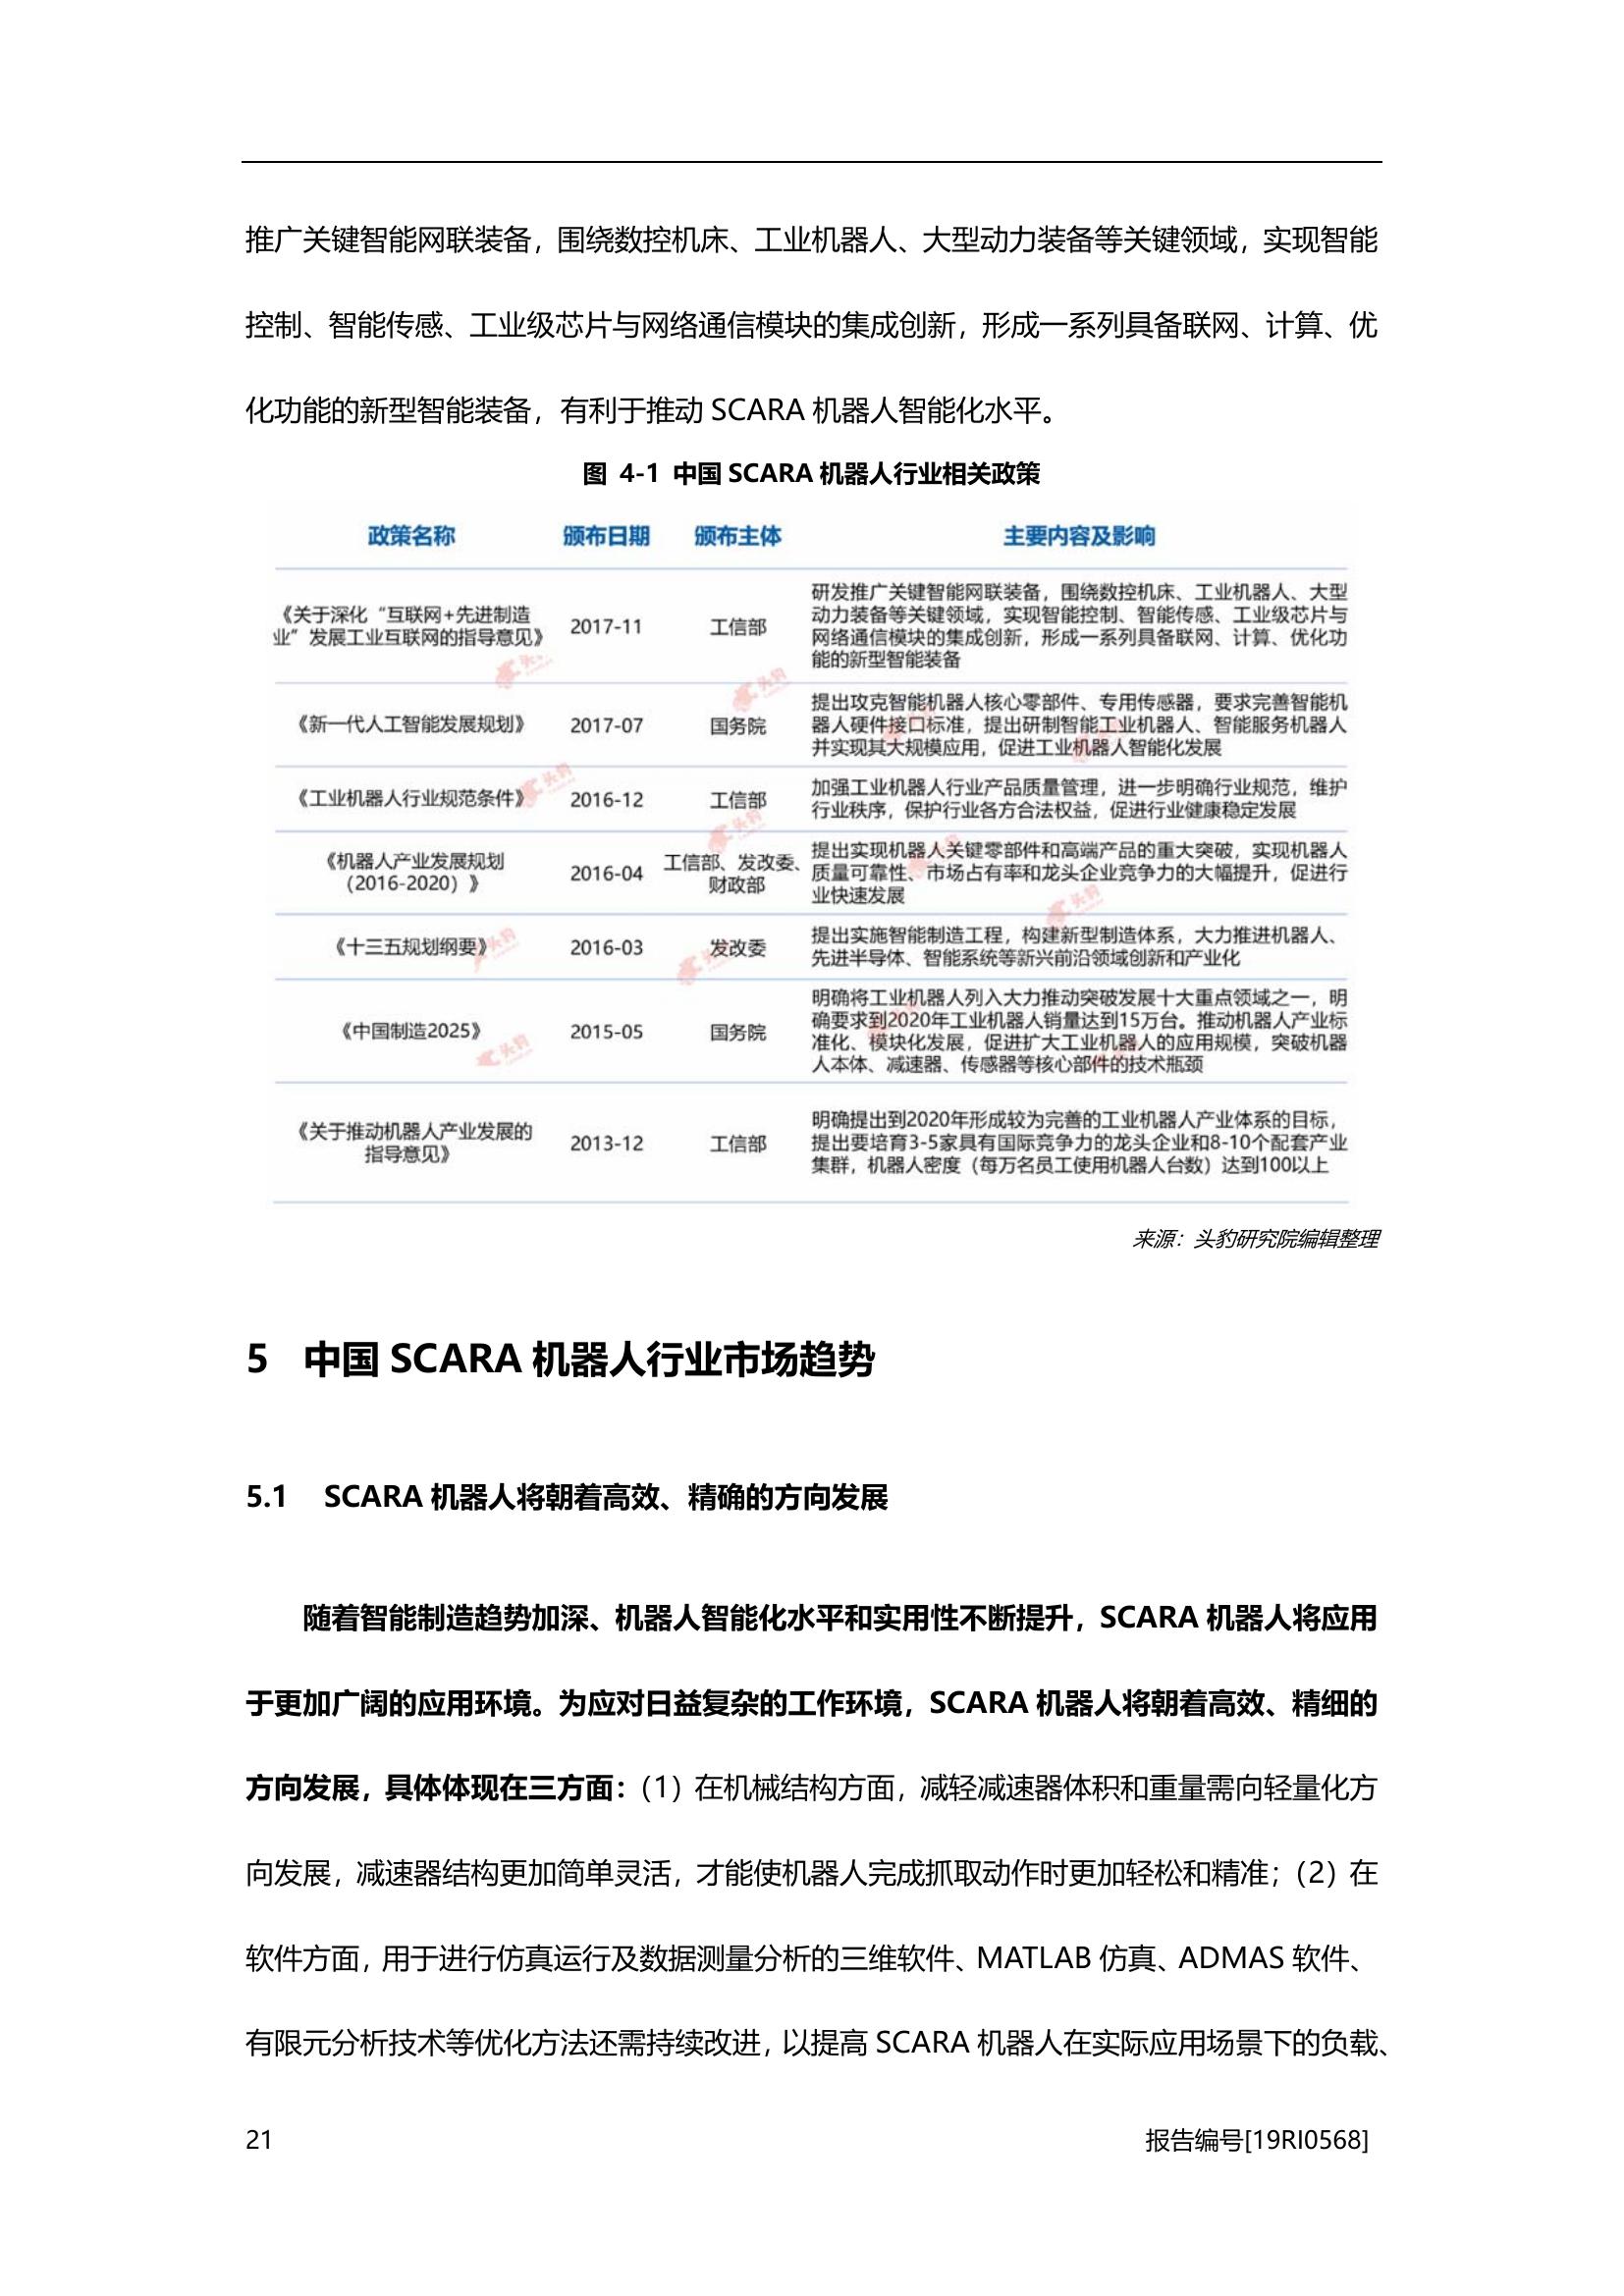 推广关键智能网联装备，围绕数控机床、工业机器人、大型动力装备等关键领域，实现智能
控制、智能传感、工业级芯片与网络通信模块的集成创新，形成一系列具备联网、计算、优
化功能的新型智能装备，有利于推动 SCARA 机器人智能化水平。
图 4-1 中国 SCARA 机器人行业相关政策
政策名称 颁布日期 颁布主体 主要内容及影响
《关于深化“互联网+先进制造
业”发展工业互联网的指导意见》
2017-11
工信部
研发推广关键智能网联装备，围绕数控机床、工业机器人、大型
动力装备等关键领域，实现智能控制、智能传感、工业级芯片与
网络通信模块的集成创新，形成一系列具备联网、计算、优化功
能的新型智能装备
《新一代人工智能发展规划》
2017-07
国务院
提出攻克智能机器人核心零部件、专用传感器，要求完善智能机
器人硬件接口标准，提出研制智能工业机器人、智能服务机器人
并实现其大规模应用，促进工业机器人智能化发展
《工业机器人行业规范条件》
2016-12
工信部
加强工业机器人行业产品质量管理，进一步明确行业规范，维护
行业秩序，保护行业各方合法权益，促进行业健康稳定发展
《机器人产业发展规划
（2016-2020）》
2016-04
工信部、发改委、
财政部
提出实现机器人关键零部件和高端产品的重大突破，实现机器人
质量可靠性、市场占有率和龙头企业竞争力的大幅提升，促进行
业快速发展
《十三五规划纲要》
2016-03
发改委
提出实施智能制造工程，构建新型制造体系，大力推进机器人、
先进半导体、智能系统等新兴前沿领域创新和产业化
《中国制造2025》
2015-05
国务院
明确将工业机器人列入大力推动突破发展十大重点领域之一，明
确要求到2020年工业机器人销量达到15万台。推动机器人产业标
准化、模块化发展，促进扩大工业机器人的应用规模，突破机器
人本体、减速器、传感器等核心部件的技术瓶颈
《关于推动机器人产业发展的
指导意见》
2013-12
工信部
明确提出到2020年形成较为完善的工业机器人产业体系的目标，
提出要培育3-5家具有国际竞争力的龙头企业和8-10个配套产业
集群，机器人密度（每万名员工使用机器人台数）达到100以上
来源：头豹研究院编辑整理
5 中国 SCARA 机器人行业市场趋势
5.1 SCARA 机器人将朝着高效、精确的方向发展
随着智能制造趋势加深、机器人智能化水平和实用性不断提升，SCARA 机器人将应用
于更加广阔的应用环境。为应对日益复杂的工作环境，SCARA 机器人将朝着高效、精细的
方向发展，具体体现在三方面：（1）在机械结构方面，减轻减速器体积和重量需向轻量化方
向发展，减速器结构更加简单灵活，才能使机器人完成抓取动作时更加轻松和精准；（2）在
软件方面，用于进行仿真运行及数据测量分析的三维软件、MATLAB 仿真、ADMAS 软件、
有限元分析技术等优化方法还需持续改进，以提高 SCARA 机器人在实际应用场景下的负载、
21 报告编号[19RI0568]